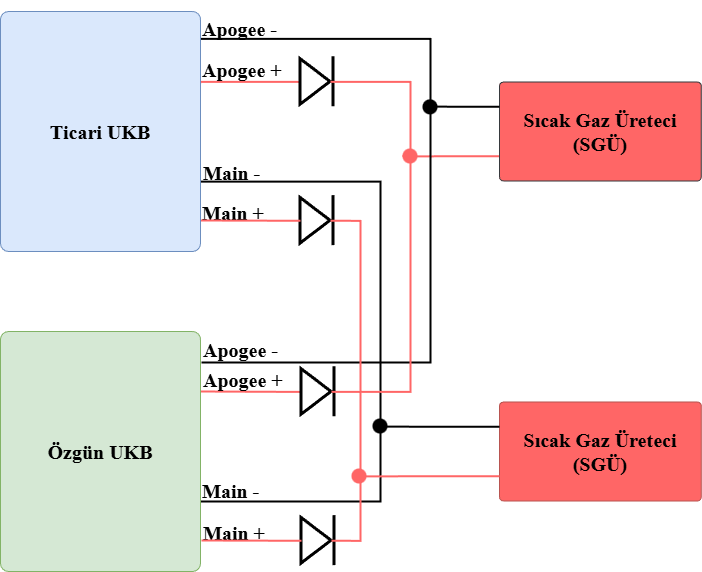 Apogee -
Apogee +
Ticari UKB
Main -
Main +
Sıcak Gaz Üreteci
(SGÜ)
Apogee -
Apogee +
Özgün UKB
Main -
Main +
Sıcak Gaz Üreteci
(SGÜ)